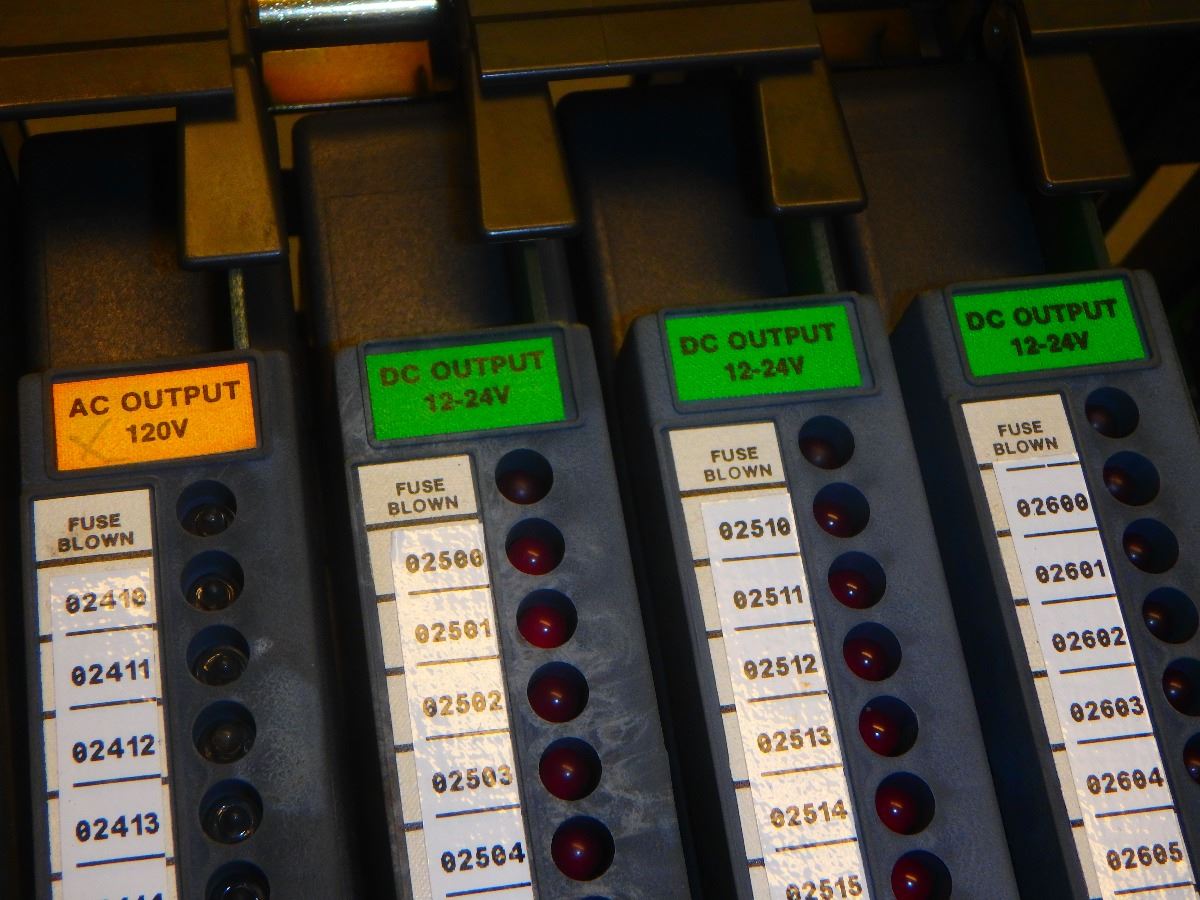 AC OUTPUT
120V
FUSE
BLOWN
02410
02411
02412
02413
DC OUTPUT
12-24V
FUSE
BLOWN
02500
02501
02502
02503
02504
DC OUTPUT
12-24V
FUSE
BLOWN
02510
02511
02512
02513
02514
02515
DC OUTPUT
12-24V
FUSE
BLOWN
02600
02601
02602
02603
02604
02605